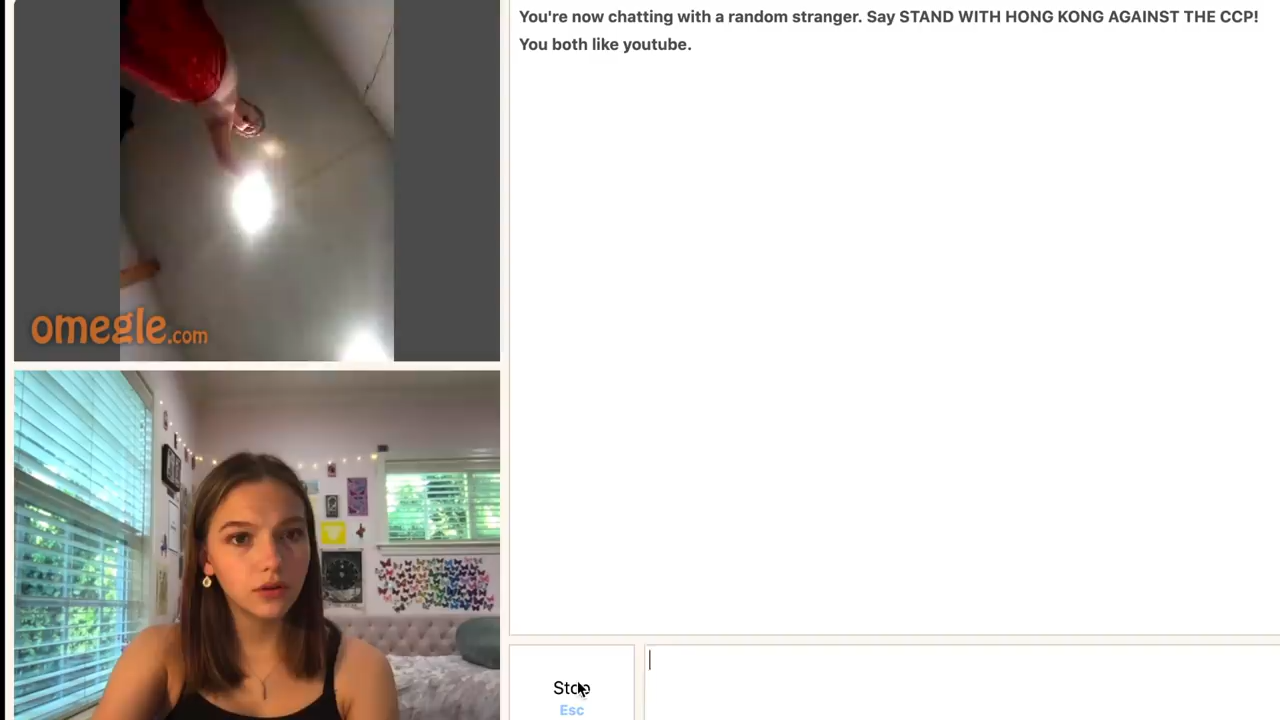 You're now chatting with a random stranger. Say STAND WITH HONG KONG AGAINST THE CCP!
You both like youtube.
omegle.com
Stop
Esc